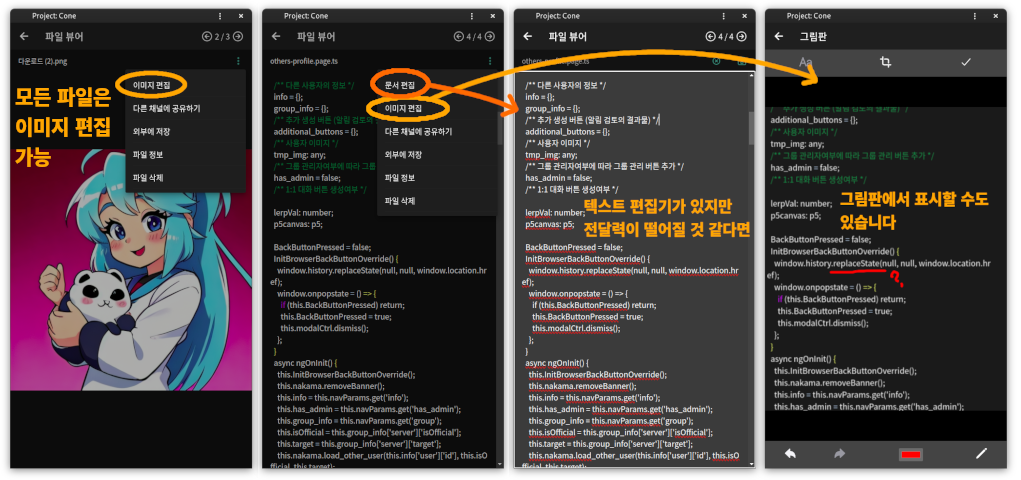 Project: Cone
파일 뷰어
2 / 3
다운로드 (2).png
이미지 편집
다른 채널에 공유하기
외부에 저장
파일 정보
파일 삭제
모든 파일은
이미지 편집
가능
Project: Cone
파일 뷰어
4 / 4
others-profile.page.ts
문서 편집
이미지 편집
다른 채널에 공유하기
외부에 저장
파일 정보
파일 삭제
/** 다른 사용자의 정보 */
info = {};
group_info = {};
/** 추가 생성 버튼 (알림 검토의
additional_buttons = {};
/** 사용자 이미지 */
tmp_img: any;
/** 그룹 관리자여부에 따라 그룹
has_admin = false;
/** 1:1 대화 버튼 생성여부 */
lerpVal: number;
p5canvas: p5;
BackButtonPressed = false;
InitBrowserBackButtonOverride() {
window.history.replaceState(null, null, window.location.hr
ef);
window.onpopstate = () => {
if (this.BackButtonPressed) return;
this.BackButtonPressed = true;
this.modalCtrl.dismiss();
};
}
async ngOnInit() {
this.InitBrowserBackButtonOverride();
this.nakama.removeBanner();
this.info = this.navParams.get('info');
this.has_admin = this.navParams.get('has_admin');
this.group_info = this.navParams.get('group');
this.isOfficial = this.group_info['server']['isOfficial'];
this.target = this.group_info['server']['target'];
this.nakama.load_other_user(this.info['user']['id'], this.isO
fficial, this.target);
Project: Cone
파일 뷰어
4 / 4
others-profile.page.ts
/** 다른 사용자의 정보 */
info = {};
group_info = {};
/** 추가 생성 버튼 (알림 검토의 결과물) */
additional_buttons = {};
/** 사용자 이미지 */
tmp_img: any;
/** 그룹 관리자여부에 따라 그룹 관리 버튼 추가 */
has_admin = false;
/** 1:1 대화 버튼 생성여부 */
lerpVal: number;
p5canvas: p5;
텍스트 편집기가 있지만
전달력이 떨어질 것 같다면
BackButtonPressed = false;
InitBrowserBackButtonOverride() {
window.history.replaceState(null, null, window.location.hr
ef);
window.onpopstate = () => {
if (this.BackButtonPressed) return;
this.BackButtonPressed = true;
this.modalCtrl.dismiss();
};
}
async ngOnInit() {
this.InitBrowserBackButtonOverride();
this.nakama.removeBanner();
this.info = this.navParams.get('info');
this.has_admin = this.navParams.get('has_admin');
this.group_info = this.navParams.get('group');
this.isOfficial = this.group_info['server']['isOfficial'];
this.target = this.group_info['server']['target'];
this.nakama.load_other_user(this.info['user']['id'], this.isO
fficial, this.target);
Project: Cone
그림판
Aa
/** 추가 생성 버튼 (알림 검토의 결과물) */
additional_buttons = {};
/** 사용자 이미지 */
tmp_img: any;
/** 그룹 관리자여부에 따라 그룹 관리 버튼 추가 */
has_admin = false;
/** 1:1 대화 버튼 생성여부 */
lerpVal: number;
p5canvas: p5;
그림판에서 표시할 수도
있습니다
BackButtonPressed = false;
InitBrowserBackButtonOverride() {
window.history.replaceState(null, null, window.location.hr
ef);
?
window.onpopstate = () => {
if (this.BackButtonPressed) return;
this.BackButtonPressed = true;
this.modalCtrl.dismiss();
};
}
async ngOnInit() {
this.InitBrowserBackButtonOverride();
this.nakama.removeBanner();
this.info = this.navParams.get('info');
this.has_admin = this.navParams.get('has_admin');